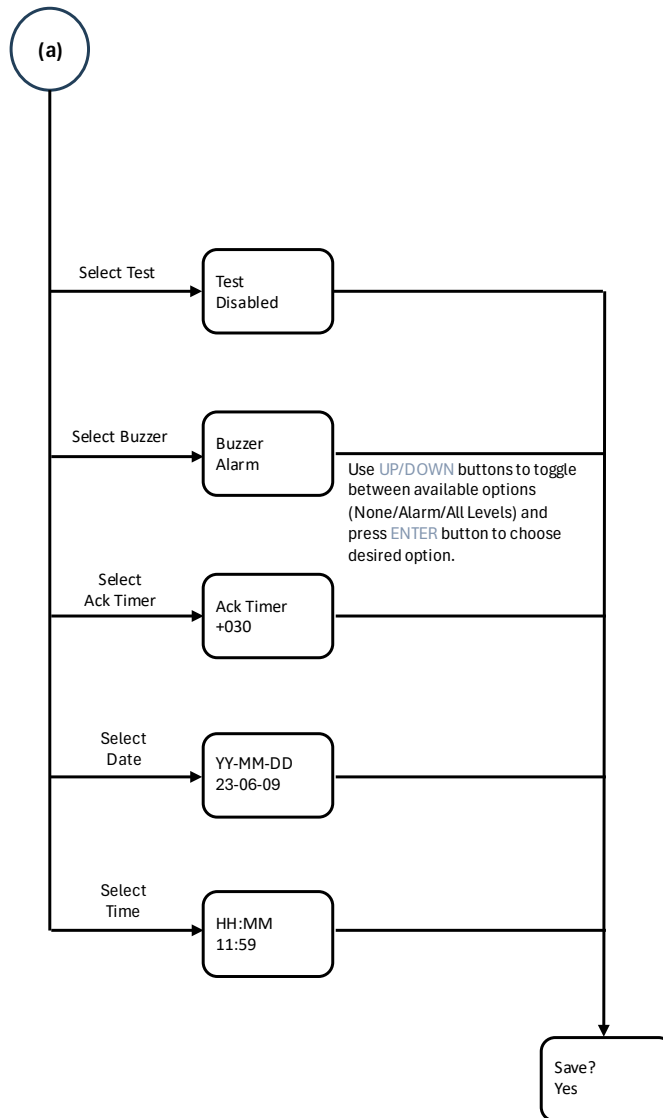 (a)
Select Test
Test
Disabled
Select Buzzer
Buzzer
Alarm
Use UP/DOWN buttons to toggle
between available options
(None/Alarm/All Levels) and
press ENTER button to choose
desired option.
Select
Ack Timer
Ack Timer
+030
Select
Date
YY-MM-DD
23-06-09
Select
Time
HH:MM
11:59
Save?
Yes